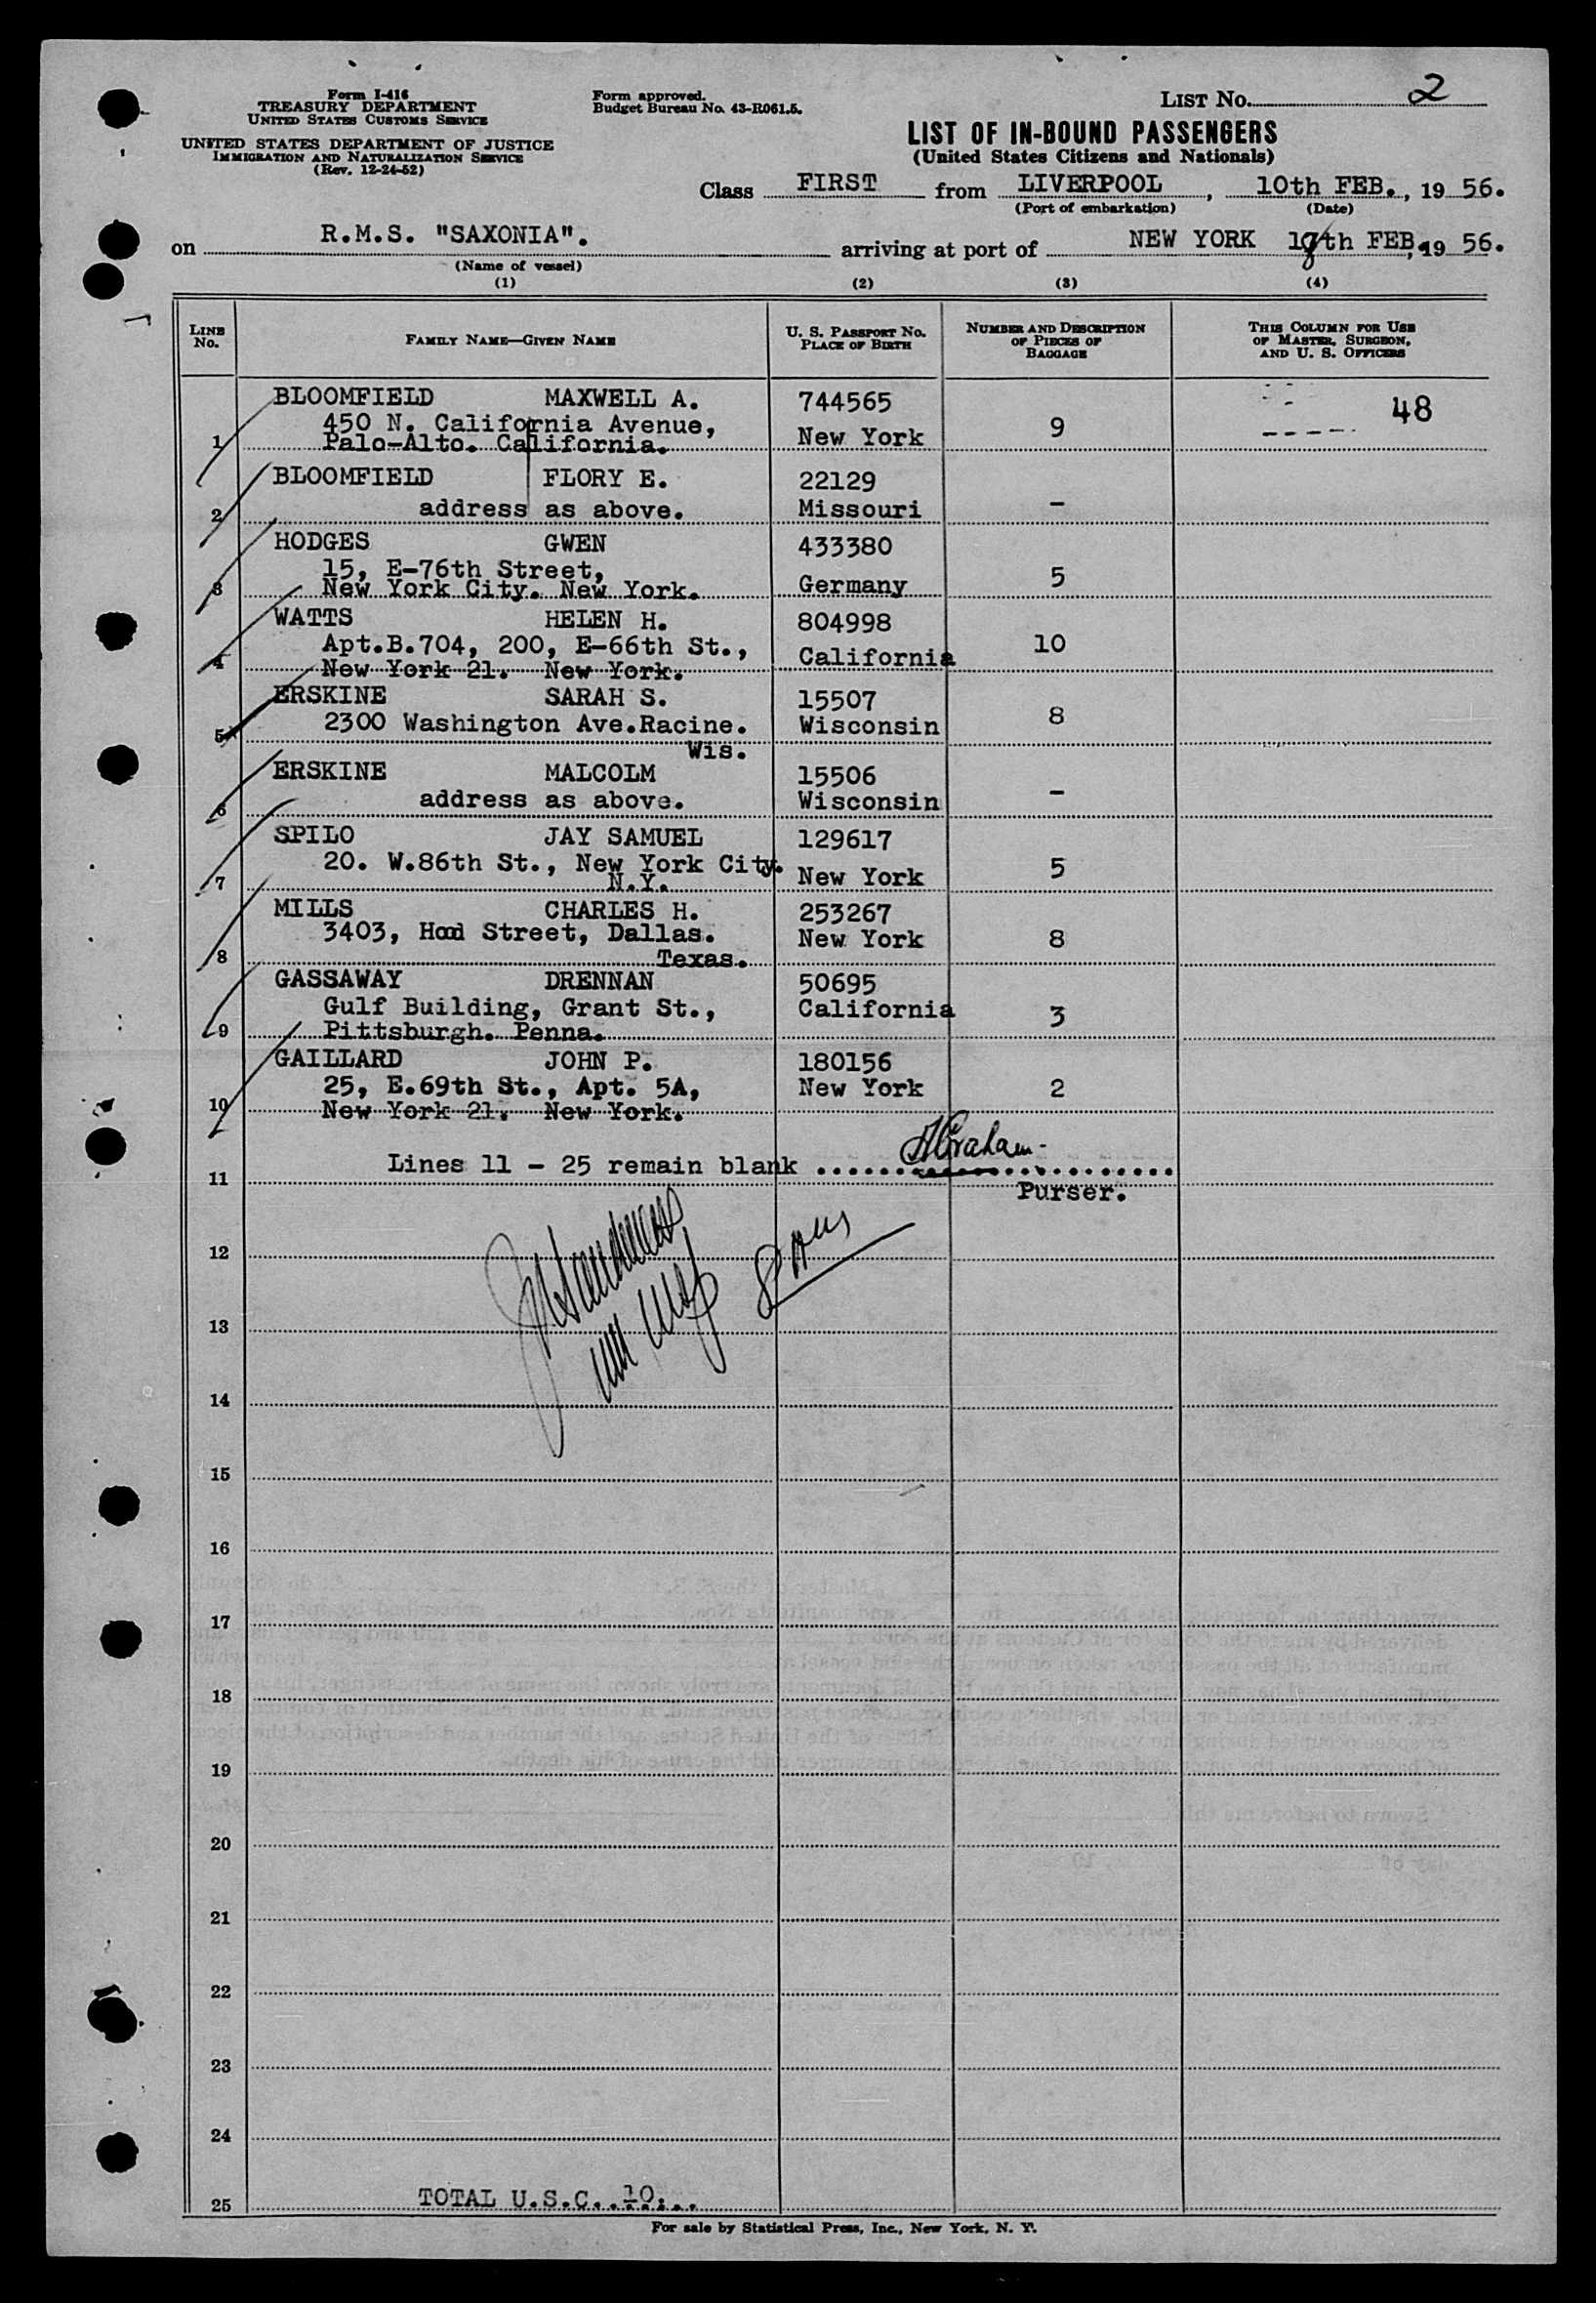 Form I-416
TREASURY DEPARTMENT
UNITED STATES CUSTOMS SERVICE
UNITED STATES DEPARTMENT OF JUSTICE
IMMIGRATION AND NATURALIZATION SERVICE
(Rev. 12-24-52)
Form approved.
Budget Bureau No. 43-R061.5.
LIST No. 2
LIST OF IN-BOUND PASSENGERS
(United States Citizens and Nationals)
Class FIRST from LIVERPOOL, 10th FEB., 19 56.
(Port of embarkation) (Date)
on R.M.S. "SAXONIA". arriving at port of NEW YORK 18th FEB., 19 56.
(Name of vessel)
(1) (2) (3) (4)
LINE No. FAMILY NAME—GIVEN NAME U. S. PASSPORT No. PLACE OF BIRTH NUMBER AND DESCRIPTION OF PIECES OF BAGGAGE THIS COLUMN FOR USE OF MASTER, SURGEON, AND U. S. OFFICERS
BLOOMFIELD MAXWELL A. 744565 48
450 N. California Avenue, 9
1 Palo-Alto. California. New York
BLOOMFIELD FLORY E. 22129
2 address as above. Missouri -
HODGES GWEN 433380
15, E-76th Street, 5
3 New York City. New York. Germany
WATTS HELEN H. 804998
Apt.B.704, 200, E-66th St., California 10
4 New York 21. New York.
ERSKINE SARAH S. 15507
5 2300 Washington Ave.Racine. Wisconsin 8
Wis.
ERSKINE MALCOLM 15506
6 address as above. Wisconsin -
SPILO JAY SAMUEL 129617
20. W.86th St., New York City. 5
7 N.Y. New York
MILLS CHARLES H. 253267
3403, Hood Street, Dallas. New York 8
8 Texas.
GASSAWAY DRENNAN 50695
Gulf Building, Grant St., California 3
9 Pittsburgh. Penna.
GAILLARD JOHN P. 180156
25, E.69th St., Apt. 5A, New York 2
10 New York 21. New York.
11 Lines 11 - 25 remain blank ........................
Purser.
12
13
14
15
16
17
18
19
20
21
22
23
24
25 TOTAL U.S.C...10...
For sale by Statistical Press, Inc., New York, N. Y.